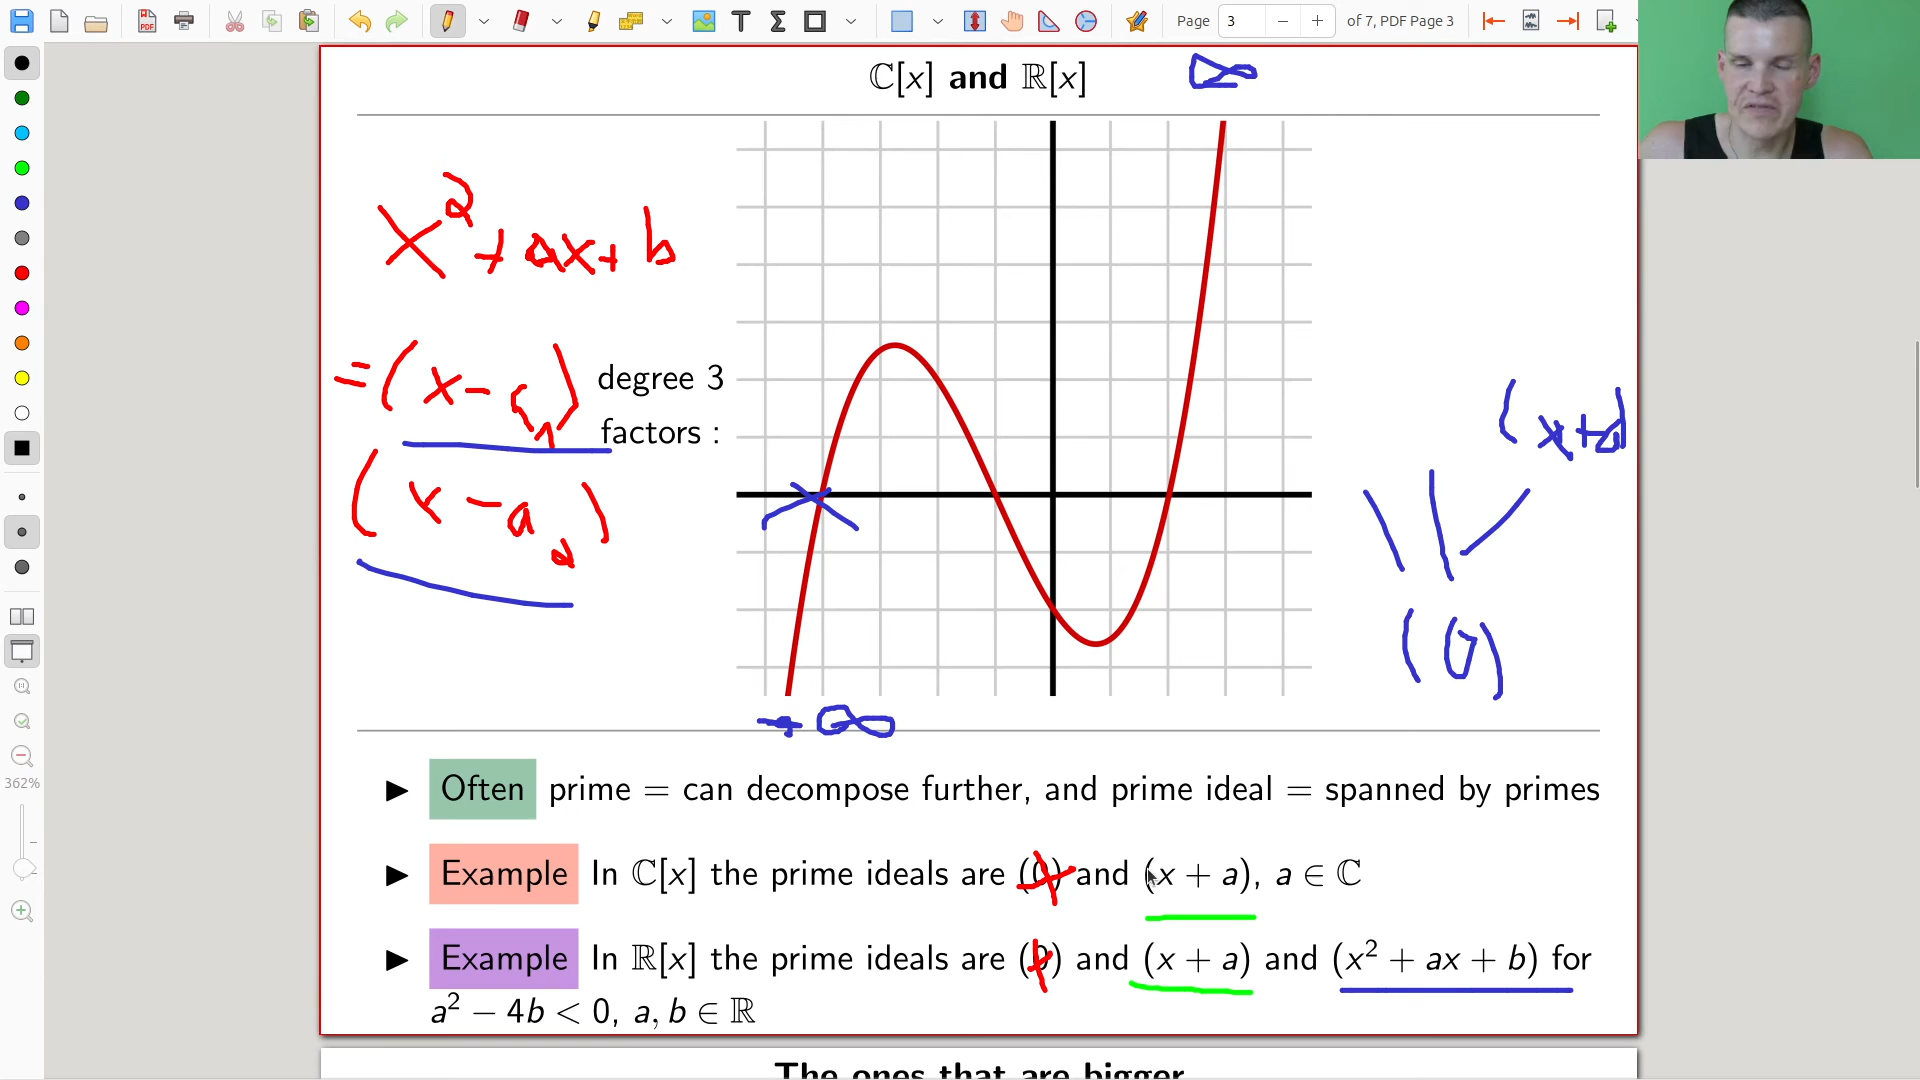 Page 3 of 7, PDF Page 3
ℂ[x] and ℝ[x]
∞
x² + ax + b
= (x - a₁)
(x - a₂)
degree 3
factors :
(x+a)
(0)
-∞
► Often prime = can decompose further, and prime ideal = spanned by primes
► Example In ℂ[x] the prime ideals are (0) and (x + a), a ∈ ℂ
► Example In ℝ[x] the prime ideals are (0) and (x + a) and (x² + ax + b) for
a² − 4b < 0, a, b ∈ ℝ
The ones that are bigger
362%